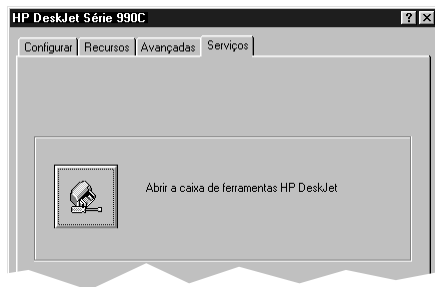 HP DeskJet Série 990C
Configurar Recursos Avançadas Serviços
Abrir a caixa de ferramentas HP DeskJet